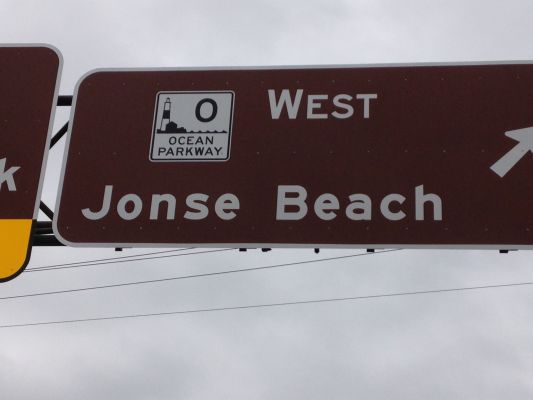 k
O
WEST
OCEAN
PARKWAY
Jonse Beach